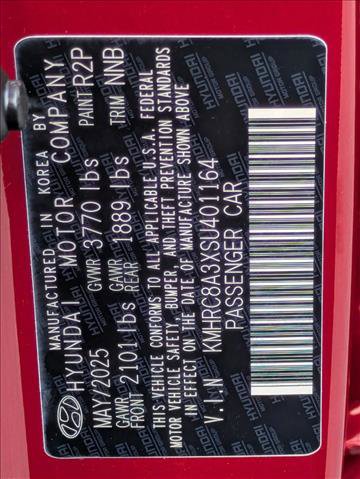 MANUFACTURED IN KOREA BY
HYUNDAI MOTOR COMPANY
MAY/2025 GVWR 3770 lbs PAINT R2P
GAWR FRONT 2101 lbs GAWR REAR 1889 lbs TRIM NNB
THIS VEHICLE CONFORMS TO ALL APPLICABLE U.S.A. FEDERAL
MOTOR VEHICLE SAFETY, BUMPER, AND THEFT PREVENTION STANDARDS
IN EFFECT ON THE DATE OF MANUFACTURE SHOWN ABOVE
V.I.N KMHRC8A3XSU401164
PASSENGER CAR